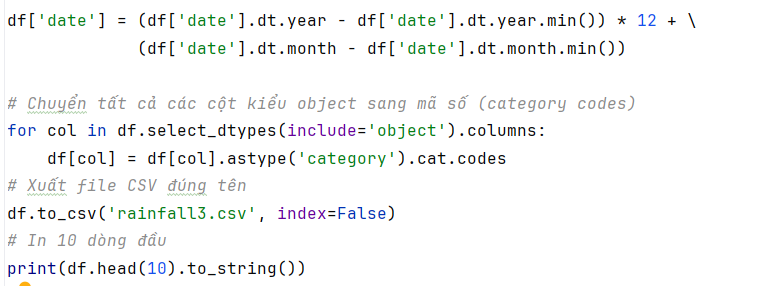 df['date'] = (df['date'].dt.year - df['date'].dt.year.min()) * 12 + \
(df['date'].dt.month - df['date'].dt.month.min())
# Chuyển tất cả các cột kiểu object sang mã số (category codes)
for col in df.select_dtypes(include='object').columns:
df[col] = df[col].astype('category').cat.codes
# Xuất file CSV đúng tên
df.to_csv('rainfall3.csv', index=False)
# In 10 dòng đầu
print(df.head(10).to_string())